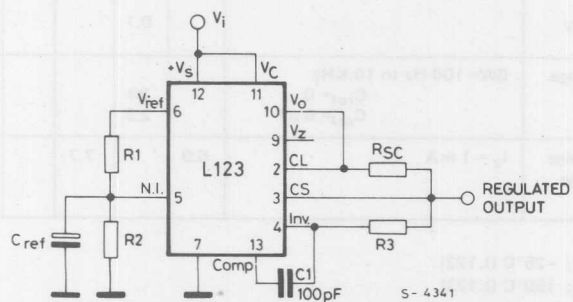 Vi
+Vs
VC
12
11
Vref
6
VO
10
VZ
9
R1
L123
CL
2
RSC
N.I.
5
CS
3
REGULATED
OUTPUT
Inv.
4
Cref
R2
R3
7
13
Comp
C1
100pF
S-4341